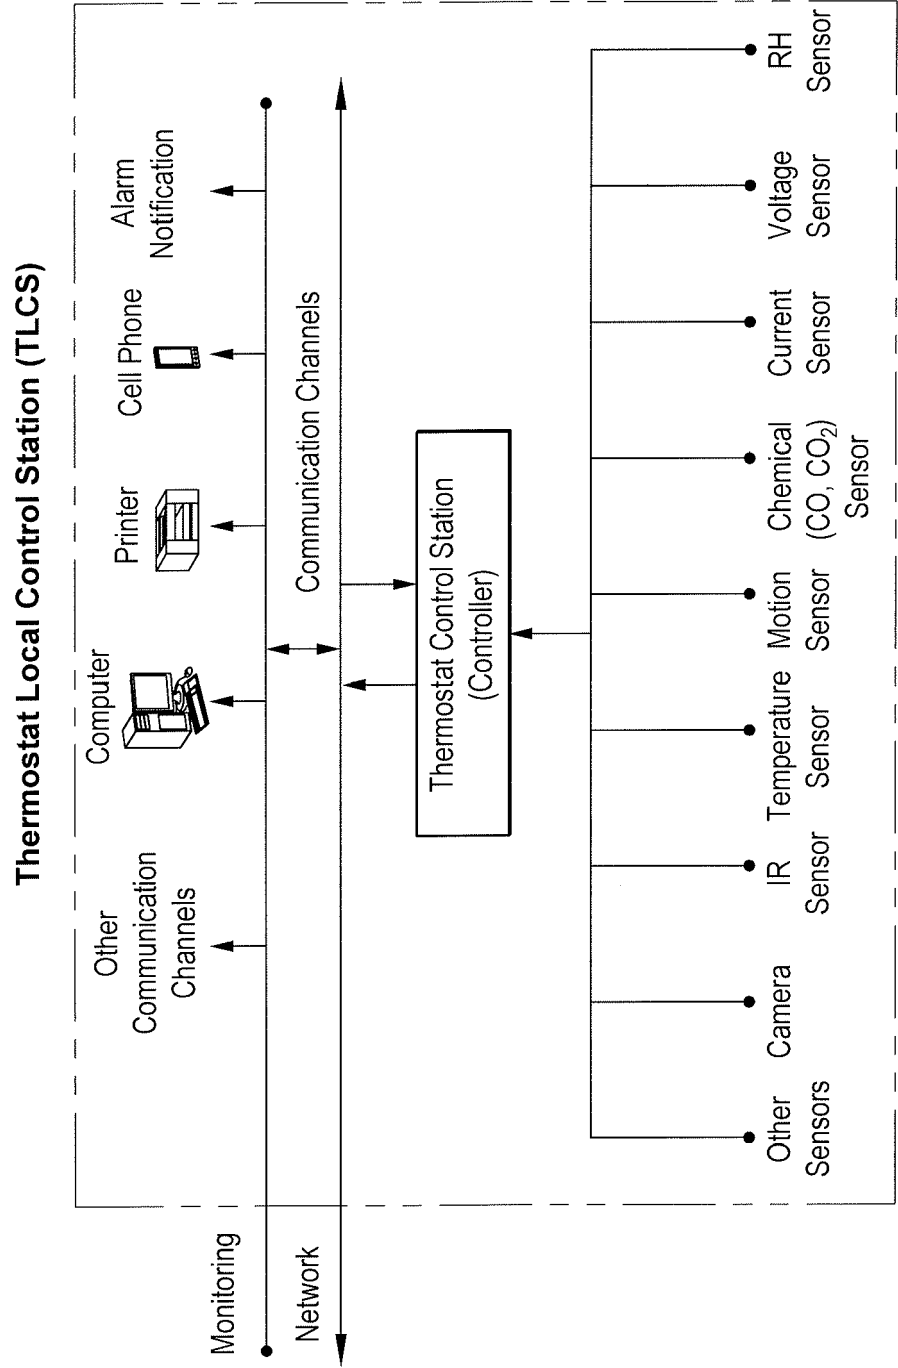 Thermostat Local Control Station (TLCS)
Other
Communication
Channels
Computer
Printer
Cell Phone
Alarm
Notification
Monitoring
Network
Communication Channels
Thermostat Control Station
(Controller)
Other
Sensors
Camera
IR
Sensor
Temperature
Sensor
Motion
Sensor
Chemical
(CO, CO₂)
Sensor
Current
Sensor
Voltage
Sensor
RH
Sensor